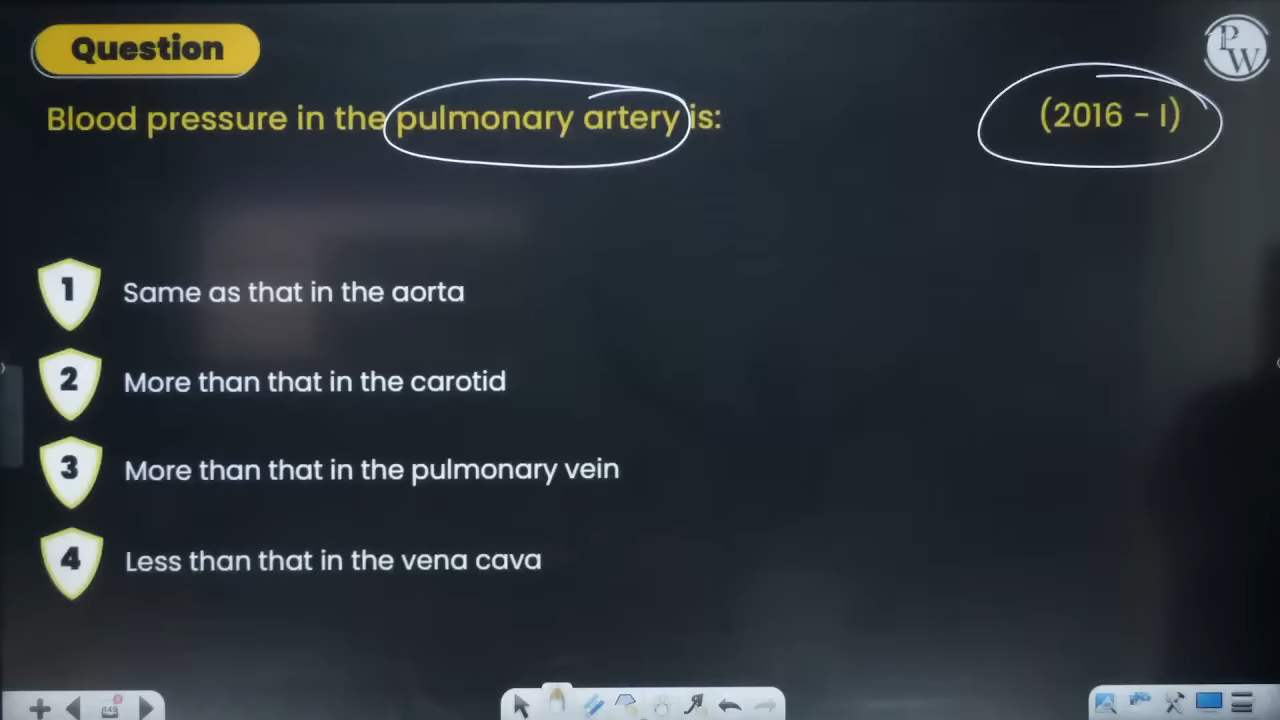 Question
PW
Blood pressure in the pulmonary artery is:
(2016 - I)
1 Same as that in the aorta
2 More than that in the carotid
3 More than that in the pulmonary vein
4 Less than that in the vena cava
149